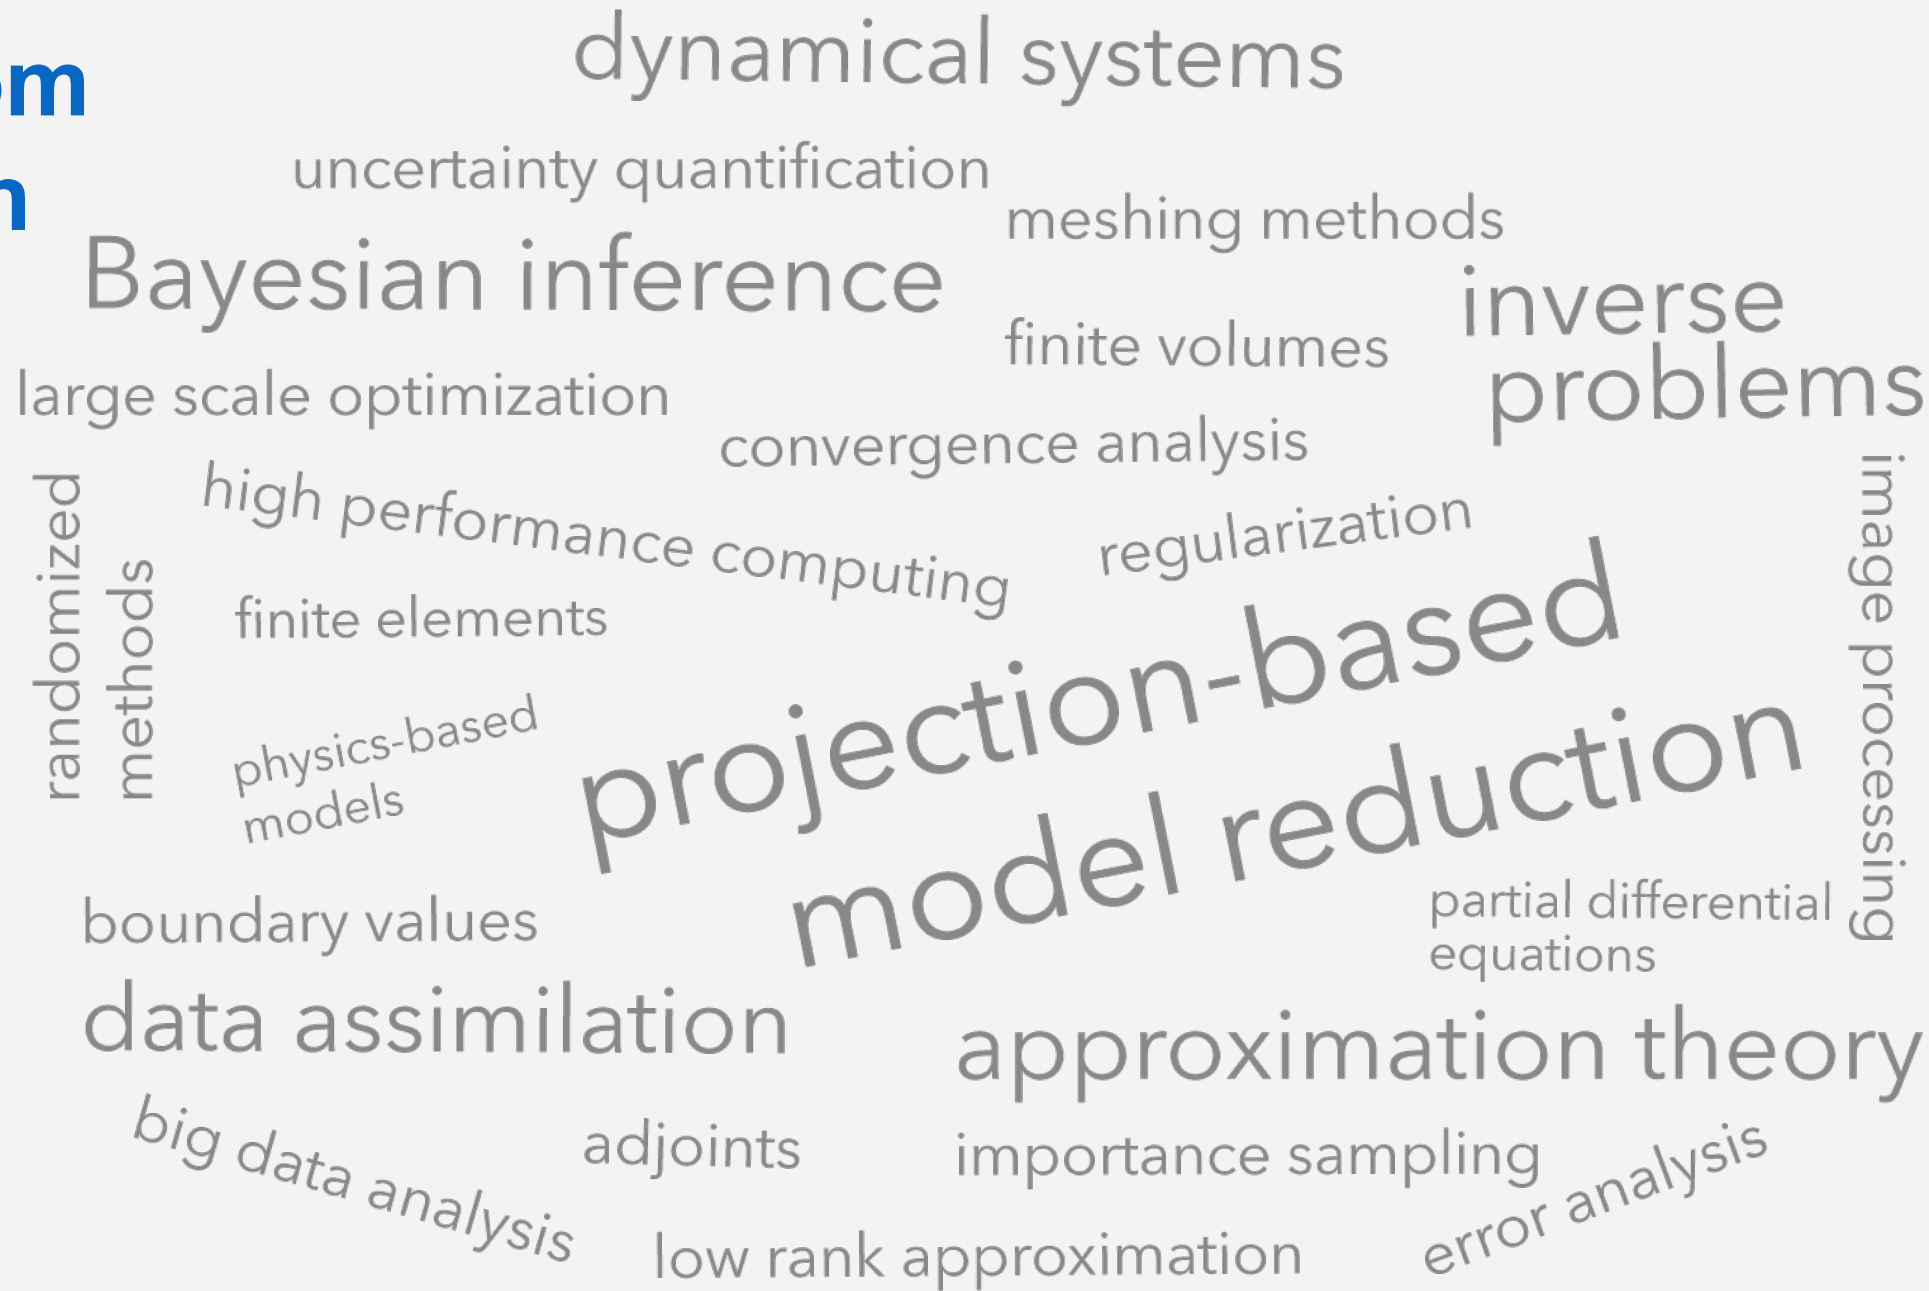 dynamical systems
om
uncertainty quantification
n
meshing methods
Bayesian inference
inverse
problems
finite volumes
large scale optimization
convergence analysis
randomized
methods
high performance computing
regularization
image processing
finite elements
projection-based
model reduction
physics-based
models
boundary values
partial differential
equations
data assimilation
approximation theory
big data analysis
adjoints
importance sampling
error analysis
low rank approximation